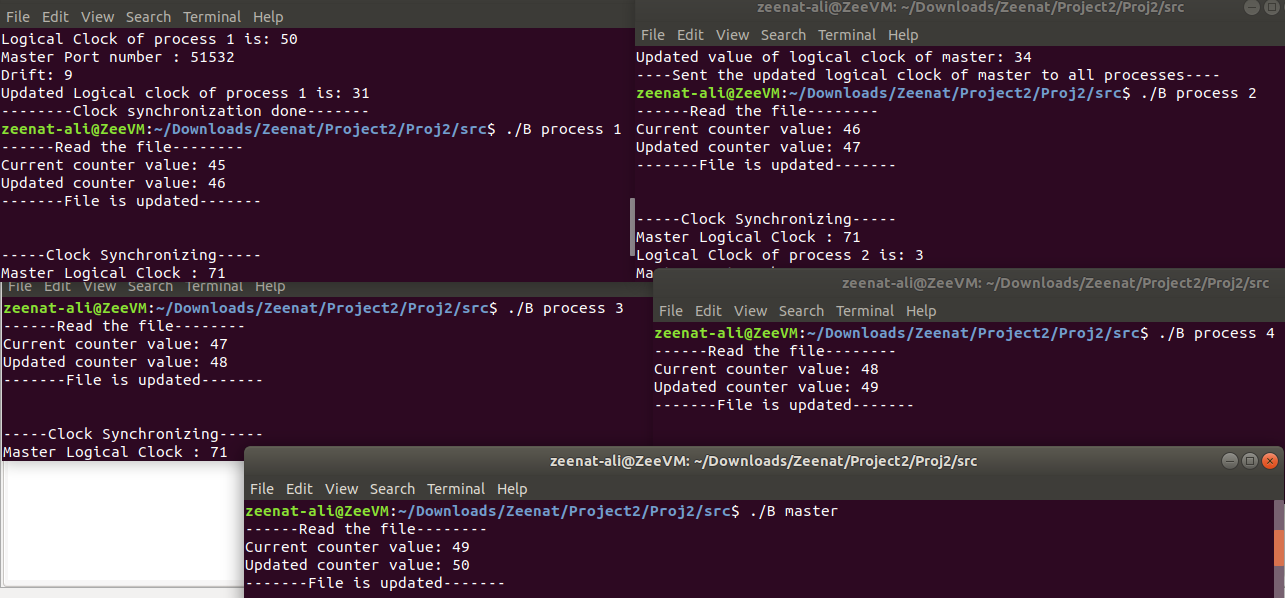 File Edit View Search Terminal Help
Logical Clock of process 1 is: 50
Master Port number : 51532
Drift: 9
Updated Logical clock of process 1 is: 31
--------Clock synchronization done-------
zeenat-ali@ZeeVM:~/Downloads/Zeenat/Project2/Proj2/src$ ./B process 1
------Read the file--------
Current counter value: 45
Updated counter value: 46
-------File is updated-------
-----Clock Synchronizing-----
Master Logical Clock : 71
zeenat-ali@ZeeVM: ~/Downloads/Zeenat/Project2/Proj2/src
File Edit View Search Terminal Help
Updated value of logical clock of master: 34
----Sent the updated logical clock of master to all processes----
zeenat-ali@ZeeVM:~/Downloads/Zeenat/Project2/Proj2/src$ ./B process 2
------Read the file--------
Current counter value: 46
Updated counter value: 47
-------File is updated-------
-----Clock Synchronizing-----
Master Logical Clock : 71
Logical Clock of process 2 is: 3
File Edit View Search Terminal Help
zeenat-ali@ZeeVM:~/Downloads/Zeenat/Project2/Proj2/src$ ./B process 3
------Read the file--------
Current counter value: 47
Updated counter value: 48
-------File is updated-------
-----Clock Synchronizing-----
Master Logical Clock : 71
zeenat-ali@ZeeVM: ~/Downloads/Zeenat/Project2/Proj2/src
File Edit View Search Terminal Help
zeenat-ali@ZeeVM:~/Downloads/Zeenat/Project2/Proj2/src$ ./B process 4
------Read the file--------
Current counter value: 48
Updated counter value: 49
-------File is updated-------
zeenat-ali@ZeeVM: ~/Downloads/Zeenat/Project2/Proj2/src
File Edit View Search Terminal Help
zeenat-ali@ZeeVM:~/Downloads/Zeenat/Project2/Proj2/src$ ./B master
------Read the file--------
Current counter value: 49
Updated counter value: 50
-------File is updated-------